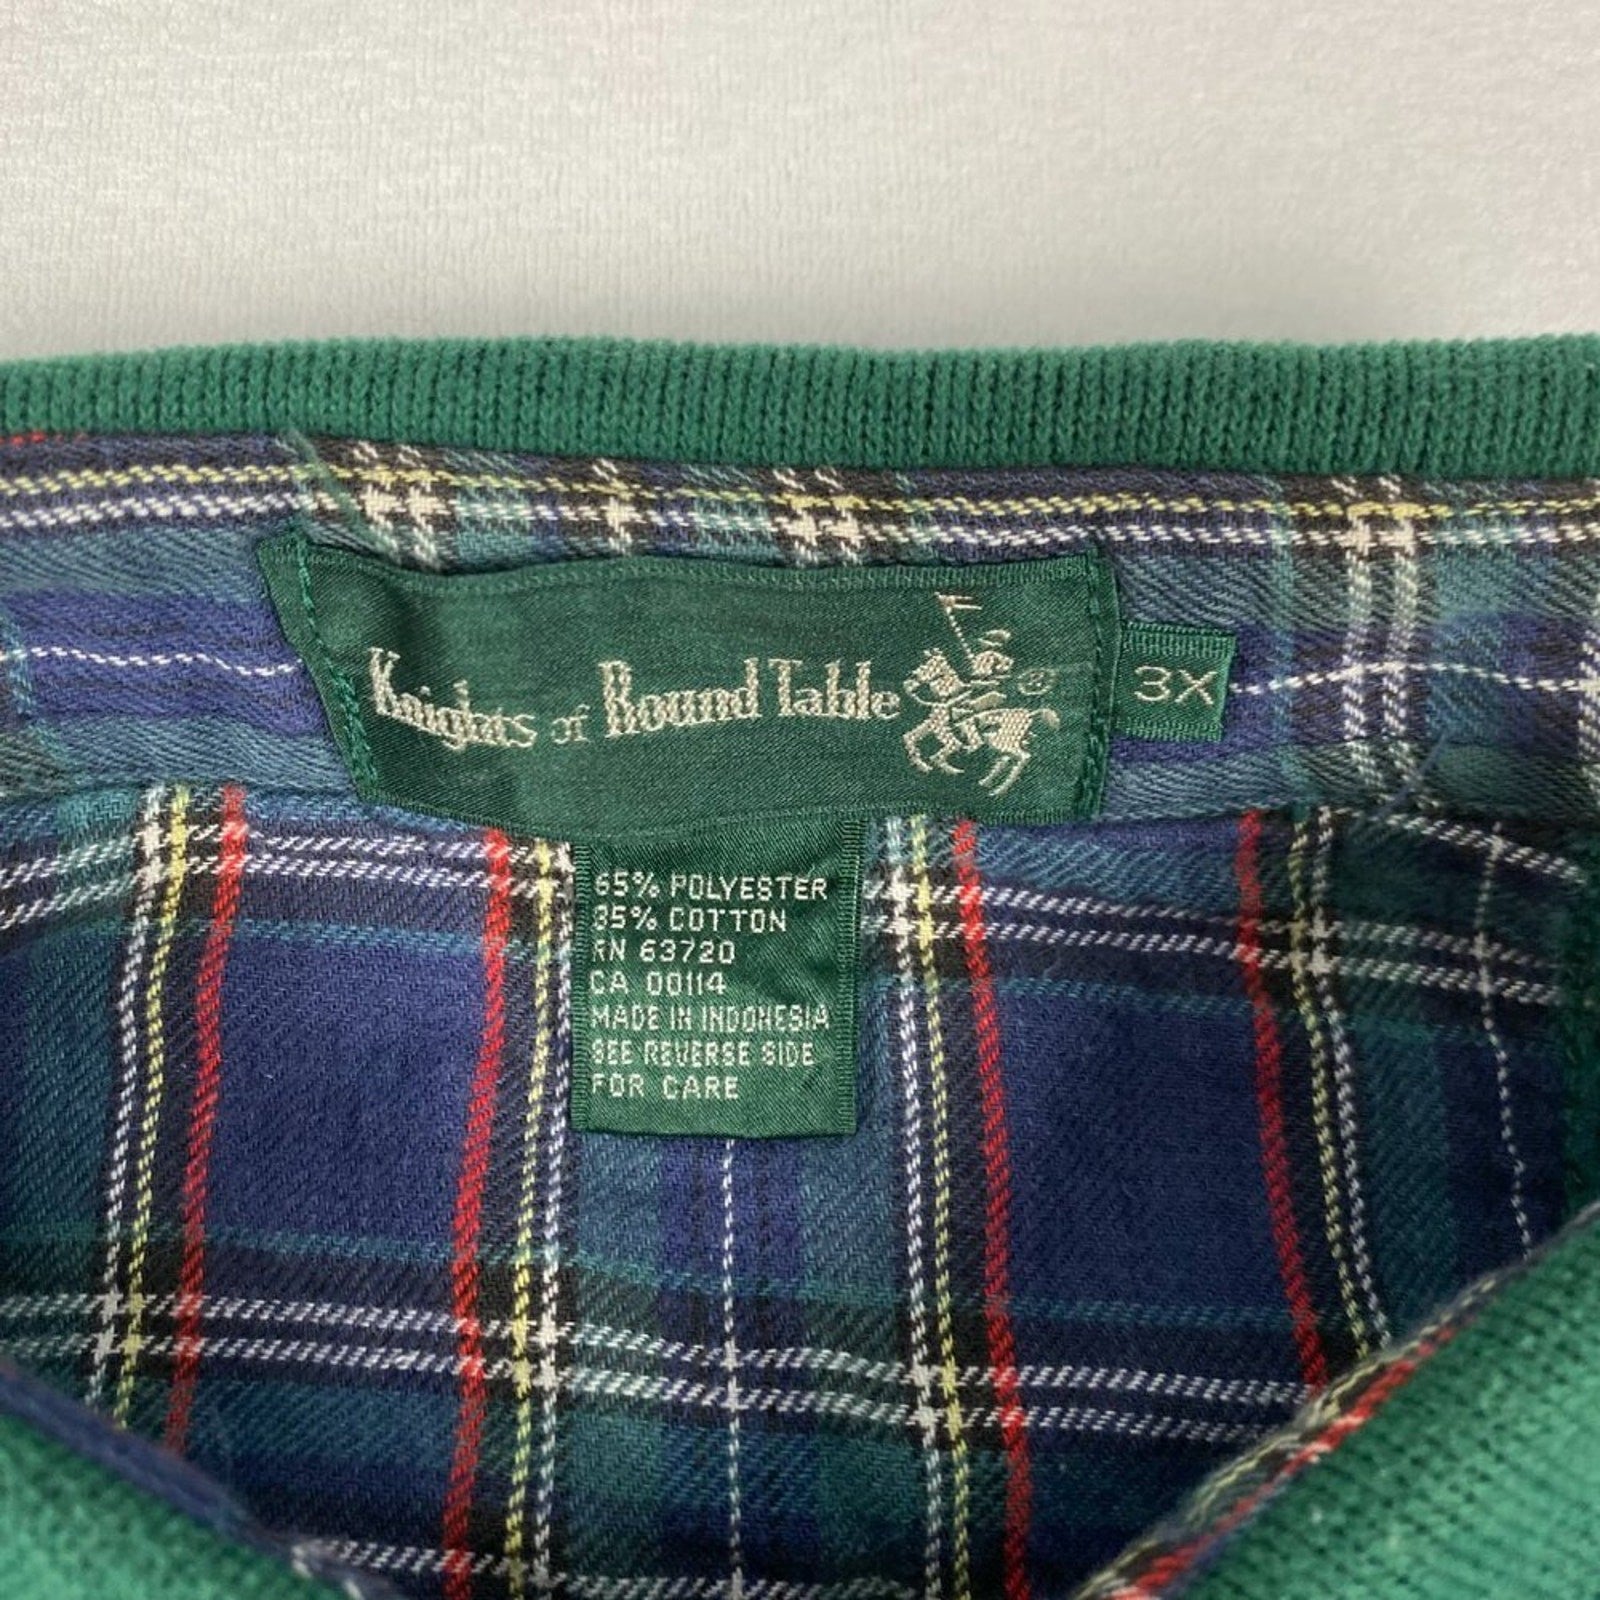 Knights of Round Table ®
3X
65% POLYESTER
35% COTTON
RN 63720
CA 00114
MADE IN INDONESIA
SEE REVERSE SIDE
FOR CARE